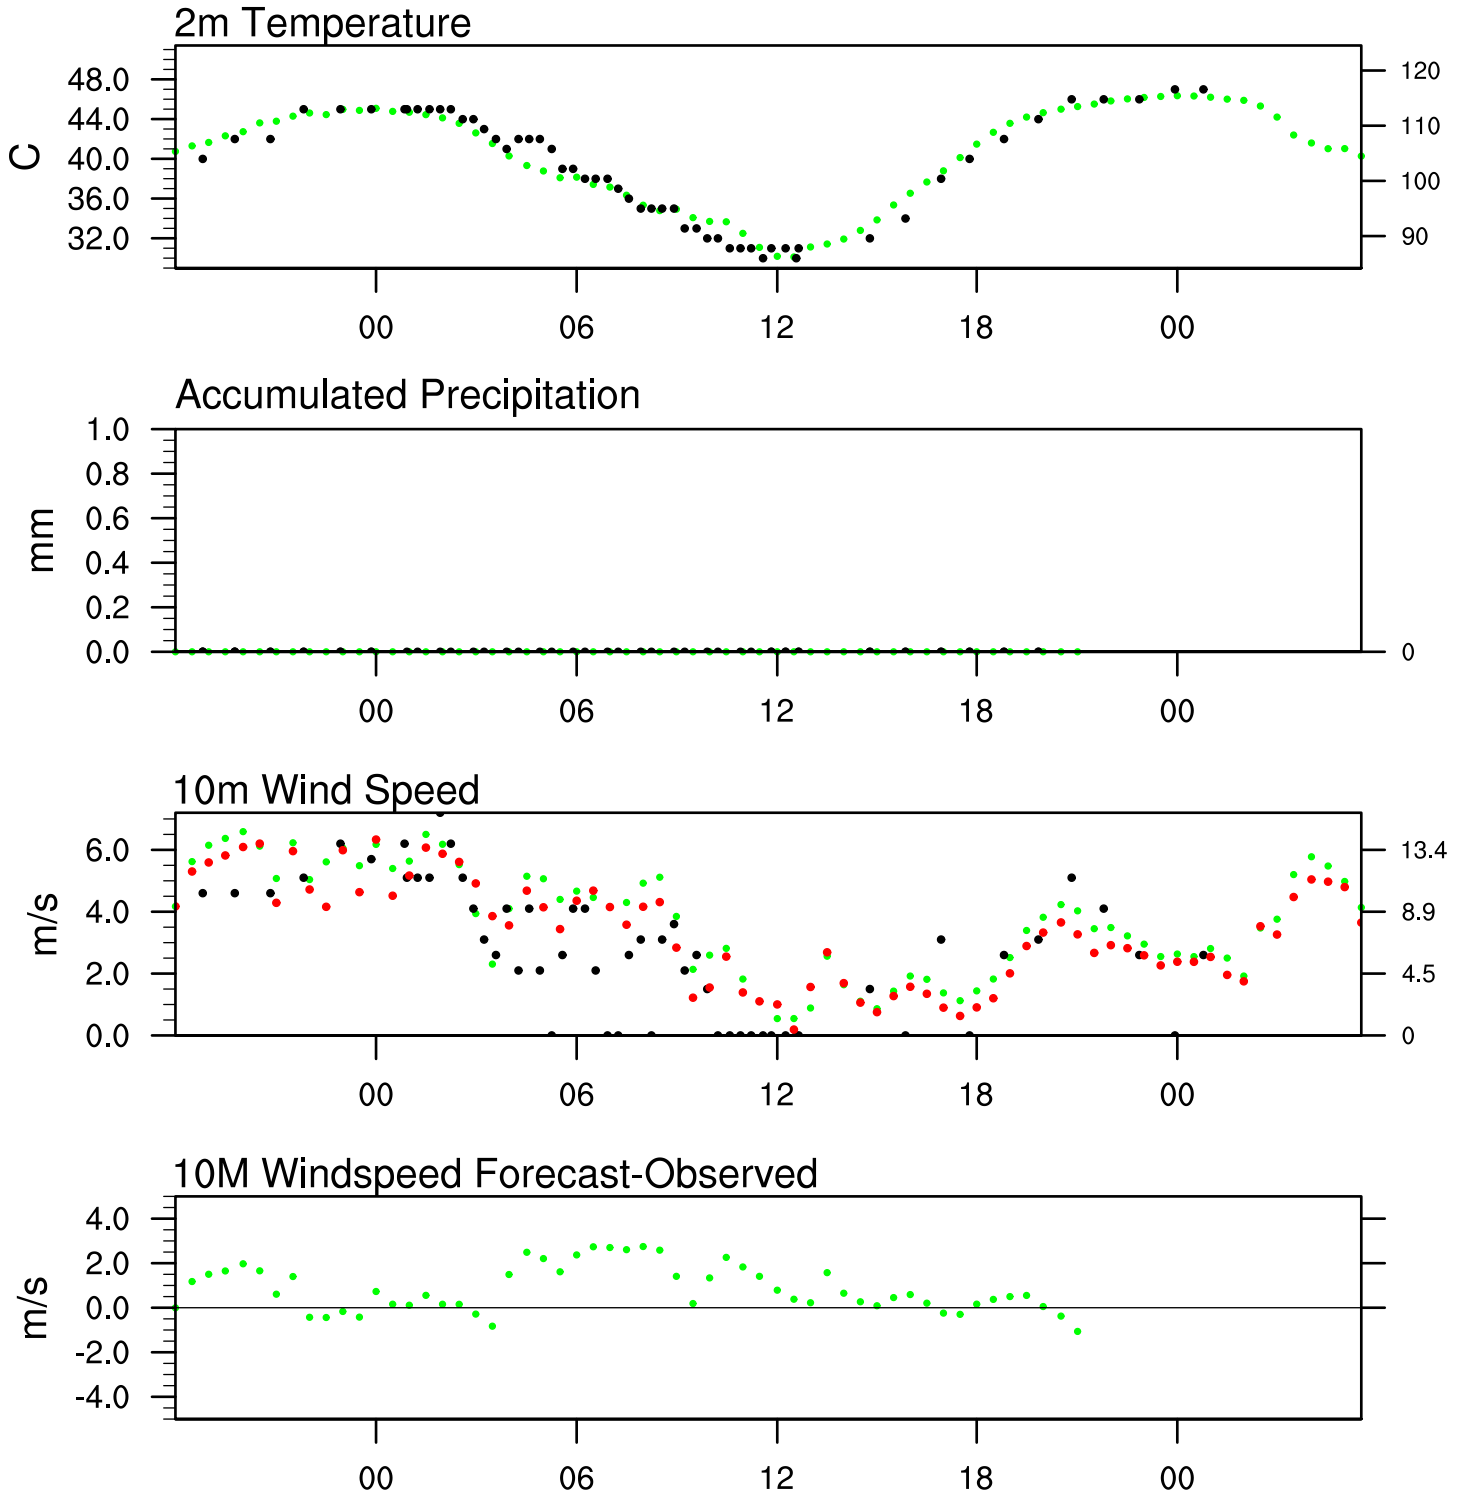 2m Temperature
48.0
44.0
40.0
36.0
32.0
C
120
110
100
90
00 06 12 18 00
Accumulated Precipitation
1.0
0.8
0.6
0.4
0.2
0.0
mm
0
00 06 12 18 00
10m Wind Speed
6.0
4.0
2.0
0.0
m/s
13.4
8.9
4.5
0
00 06 12 18 00
10M Windspeed Forecast-Observed
4.0
2.0
0.0
-2.0
-4.0
m/s
00 06 12 18 00